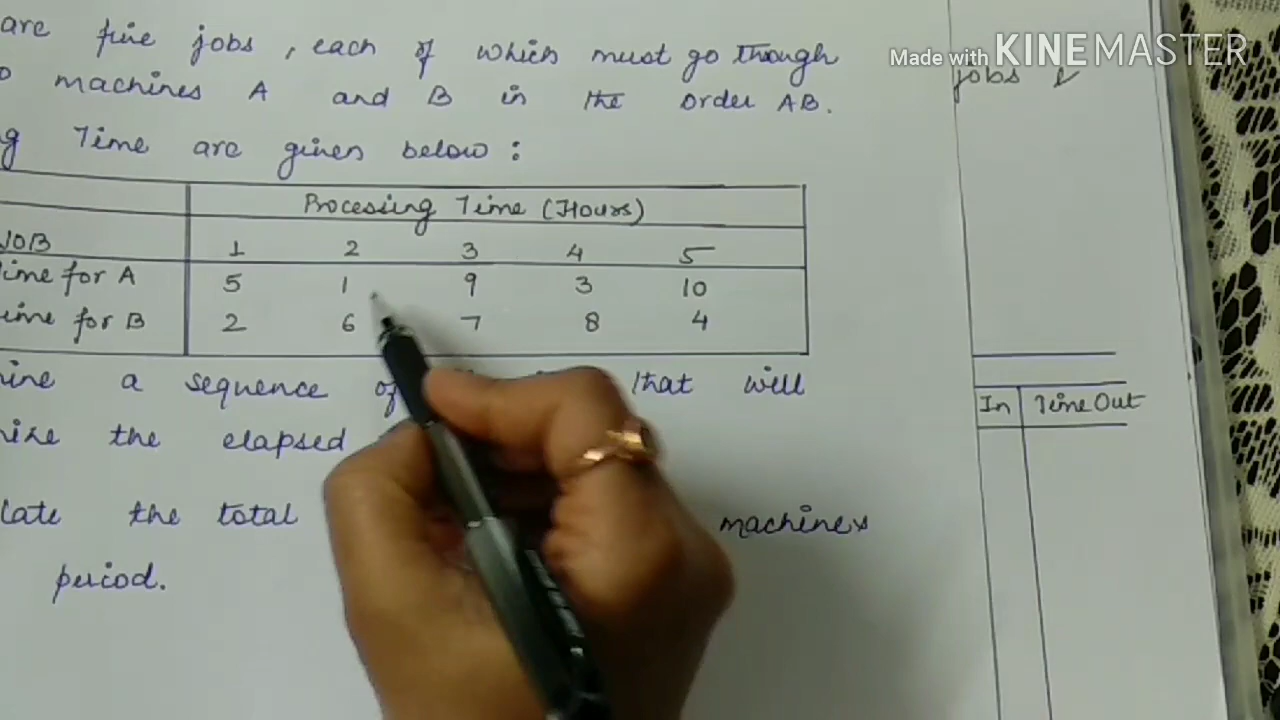 are five jobs, each of which must go though
machines A and B in the order AB.
Time are given below :
Procesing Time (Hours)
JOB 1 2 3 4 5
Time for A 5 1 9 3 10
Time for B 2 6 7 8 4
a sequence of that will
the elapsed
the total machines
period.
Made with KINEMASTER
jobs &
In Time Out